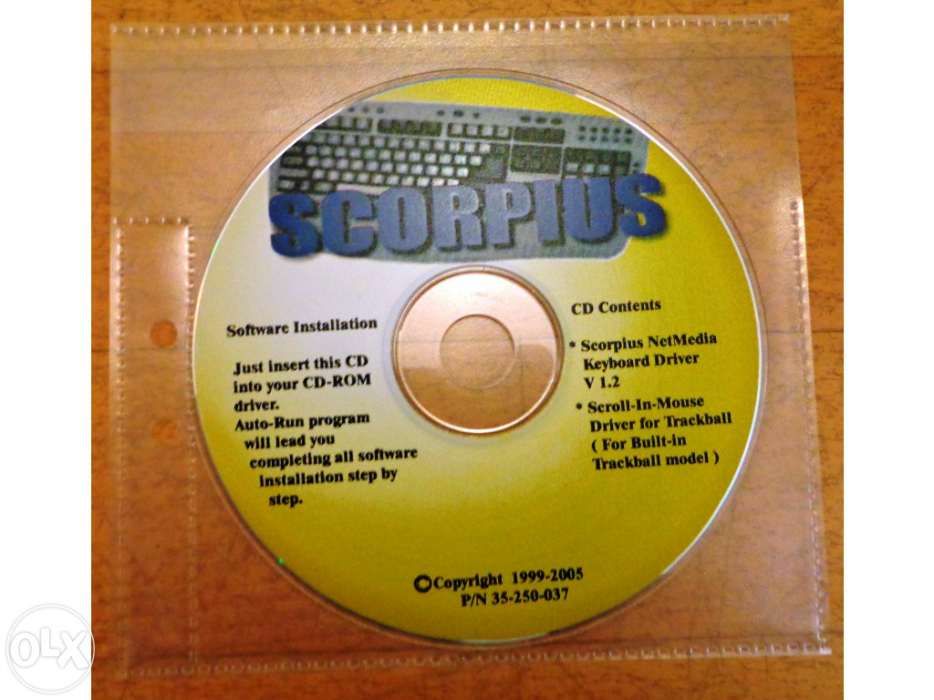 SCORPIUS
Software Installation
Just insert this CD
into your CD-ROM
driver.
Auto-Run program
will lead you
completing all software
installation step by
step.
CD Contents
* Scorpius NetMedia
Keyboard Driver
V 1.2
* Scroll-In-Mouse
Driver for Trackball
( For Built-in
Trackball model )
©Copyright 1999-2005
P/N 35-250-037
OLX